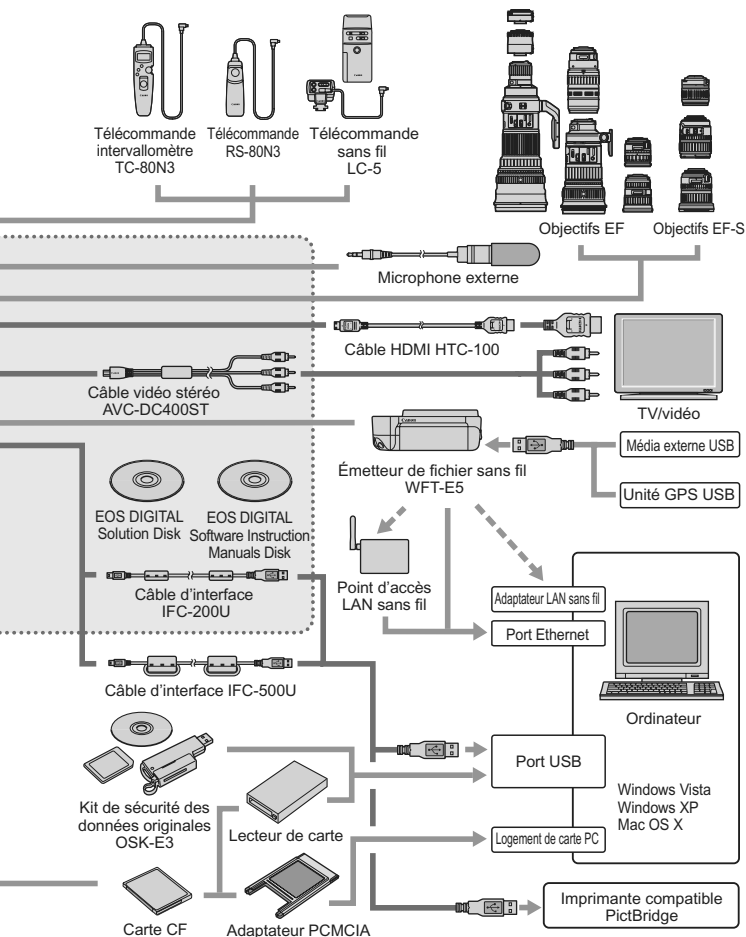 Télécommande
intervallomètre
TC-80N3
Télécommande
RS-80N3
Télécommande
sans fil
LC-5
Objectifs EF
Objectifs EF-S
Microphone externe
Câble HDMI HTC-100
Câble vidéo stéréo
AVC-DC400ST
TV/vidéo
Canon
Émetteur de fichier sans fil
WFT-E5
Média externe USB
Unité GPS USB
EOS DIGITAL
Solution Disk
EOS DIGITAL
Software Instruction
Manuals Disk
Point d'accès
LAN sans fil
Adaptateur LAN sans fil
Port Ethernet
Câble d'interface
IFC-200U
Câble d'interface IFC-500U
Ordinateur
Port USB
Windows Vista
Windows XP
Mac OS X
Kit de sécurité des
données originales
OSK-E3
Lecteur de carte
Logement de carte PC
Carte CF
Adaptateur PCMCIA
Imprimante compatible
PictBridge